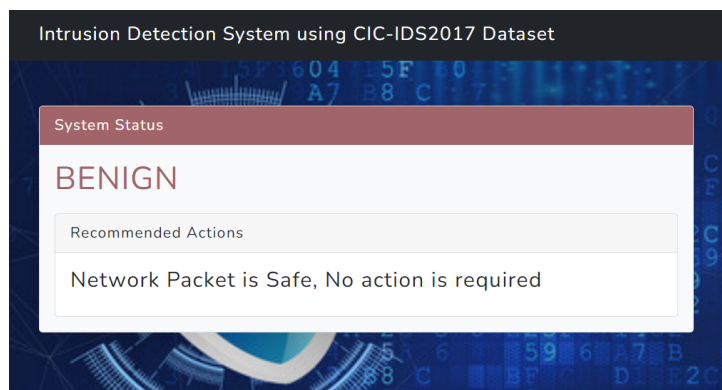 Intrusion Detection System using CIC-IDS2017 Dataset
System Status
BENIGN
Recommended Actions
Network Packet is Safe, No action is required